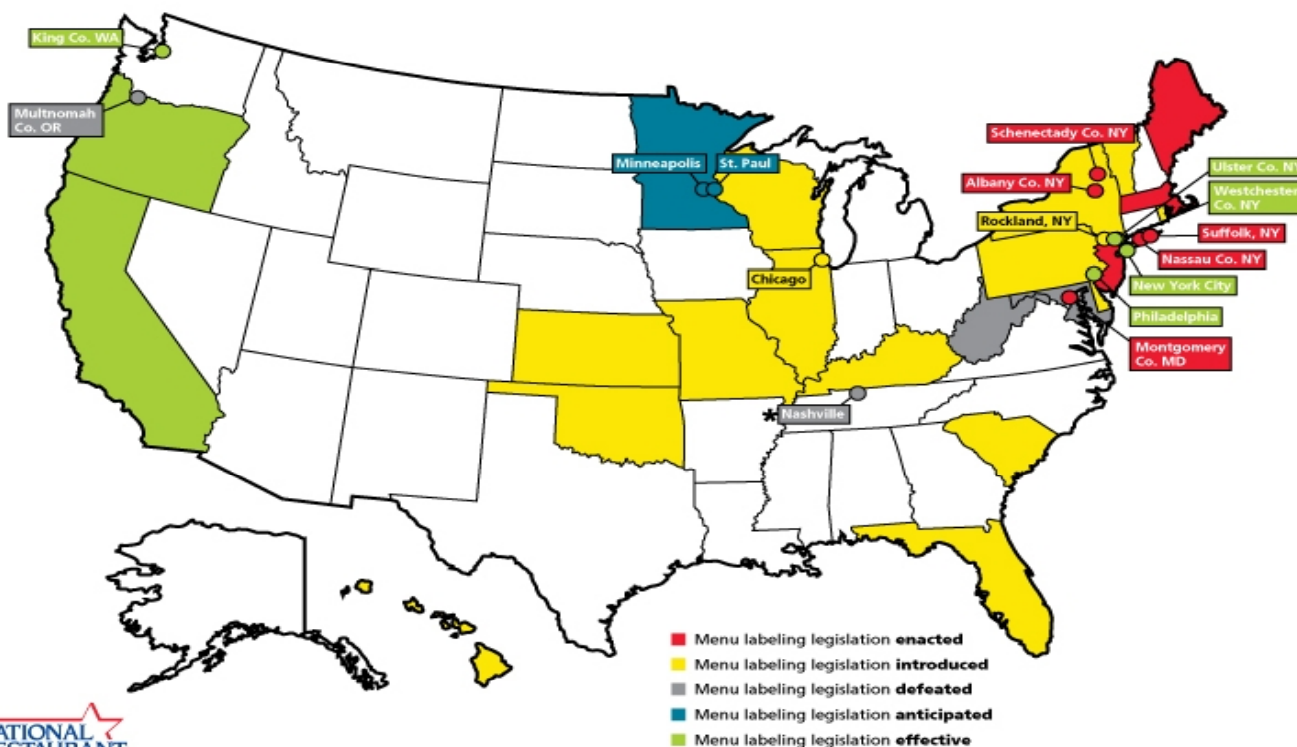 King Co. WA
Multnomah
Co. OR
Minneapolis
St. Paul
Schenectady Co. NY
Albany Co. NY
Rockland, NY
Ulster Co. NY
Westchester
Co. NY
Suffolk, NY
Nassau Co. NY
New York City
Philadelphia
Montgomery
Co. MD
Chicago
* Nashville
Menu labeling legislation enacted
Menu labeling legislation introduced
Menu labeling legislation defeated
Menu labeling legislation anticipated
Menu labeling legislation effective